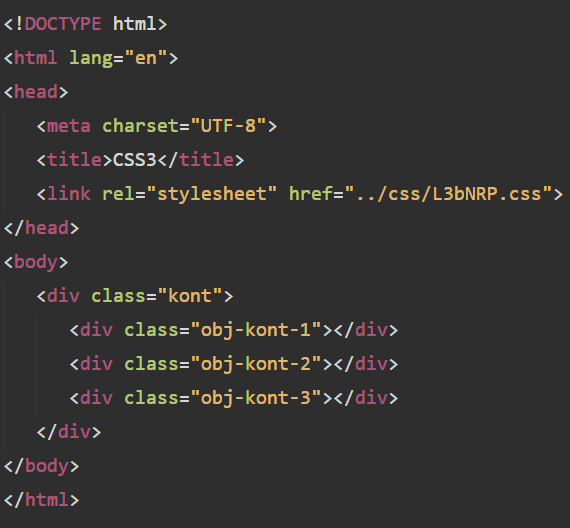 <!DOCTYPE html>
<html lang="en">
<head>
<meta charset="UTF-8">
<title>CSS3</title>
<link rel="stylesheet" href="../css/L3bNRP.css">
</head>
<body>
<div class="kont">
<div class="obj-kont-1"></div>
<div class="obj-kont-2"></div>
<div class="obj-kont-3"></div>
</div>
</body>
</html>